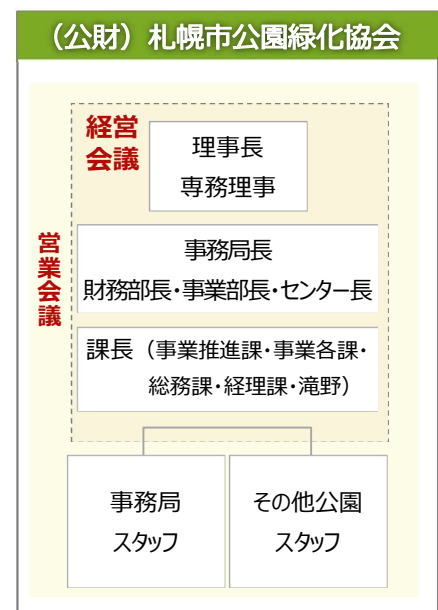 （公財）札幌市公園緑化協会
経営
会議
理事長
専務理事
営業会議
事務局長
財務部長・事業部長・センター長
課長（事業推進課・事業各課・
総務課・経理課・滝野）
事務局
スタッフ
その他公園
スタッフ